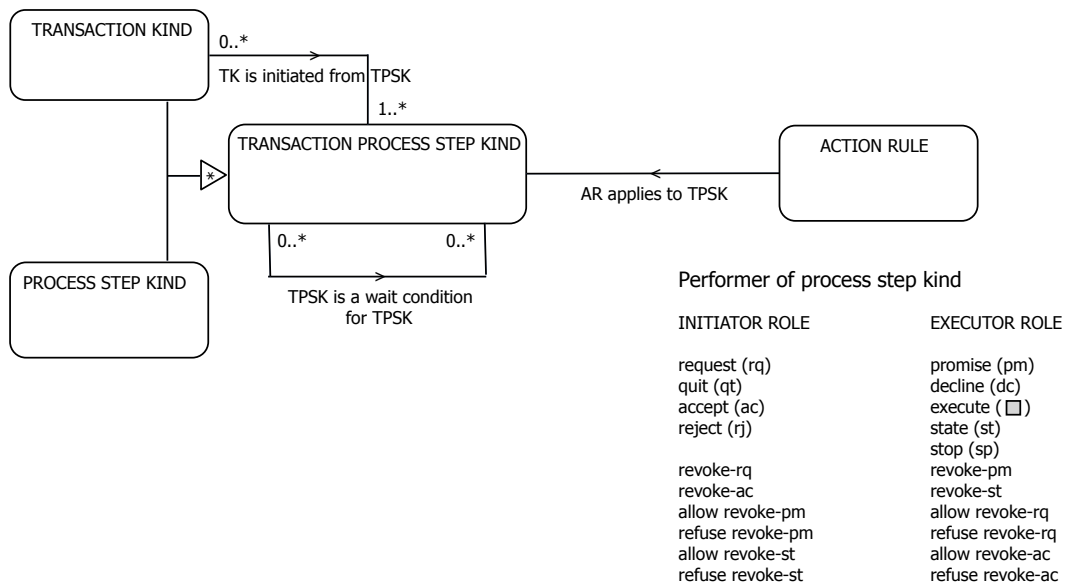 TRANSACTION KIND
0..*
TK is initiated from TPSK
1..*
TRANSACTION PROCESS STEP KIND
ACTION RULE
*
AR applies to TPSK
0..*
0..*
PROCESS STEP KIND
TPSK is a wait condition
for TPSK
Performer of process step kind
INITIATOR ROLE
EXECUTOR ROLE
request (rq)
promise (pm)
quit (qt)
decline (dc)
accept (ac)
execute ( )
reject (rj)
state (st)
stop (sp)
revoke-rq
revoke-pm
revoke-ac
revoke-st
allow revoke-pm
allow revoke-rq
refuse revoke-pm
refuse revoke-rq
allow revoke-st
allow revoke-ac
refuse revoke-st
refuse revoke-ac